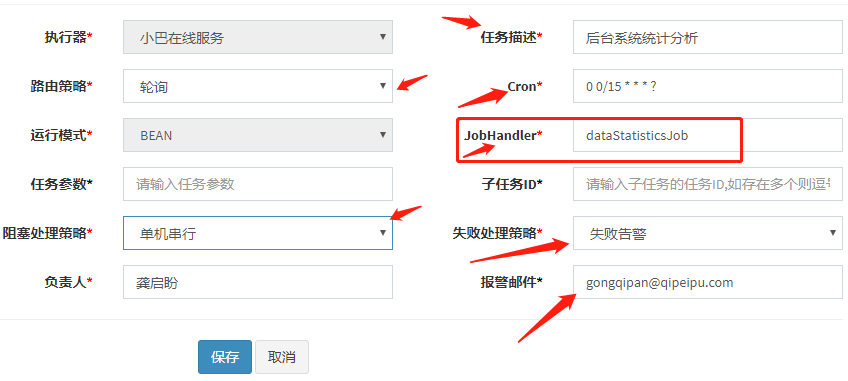 执行器* 小巴在线服务 任务描述* 后台系统统计分析
路由策略* 轮询 Cron* 0 0/15 * * * ?
运行模式* BEAN JobHandler* dataStatisticsJob
任务参数* 请输入任务参数 子任务ID* 请输入子任务的任务ID,如存在多个则逗号
阻塞处理策略* 单机串行 失败处理策略* 失败告警
负责人* 龚启盼 报警邮件* gongqipan@qipeipu.com
保存 取消